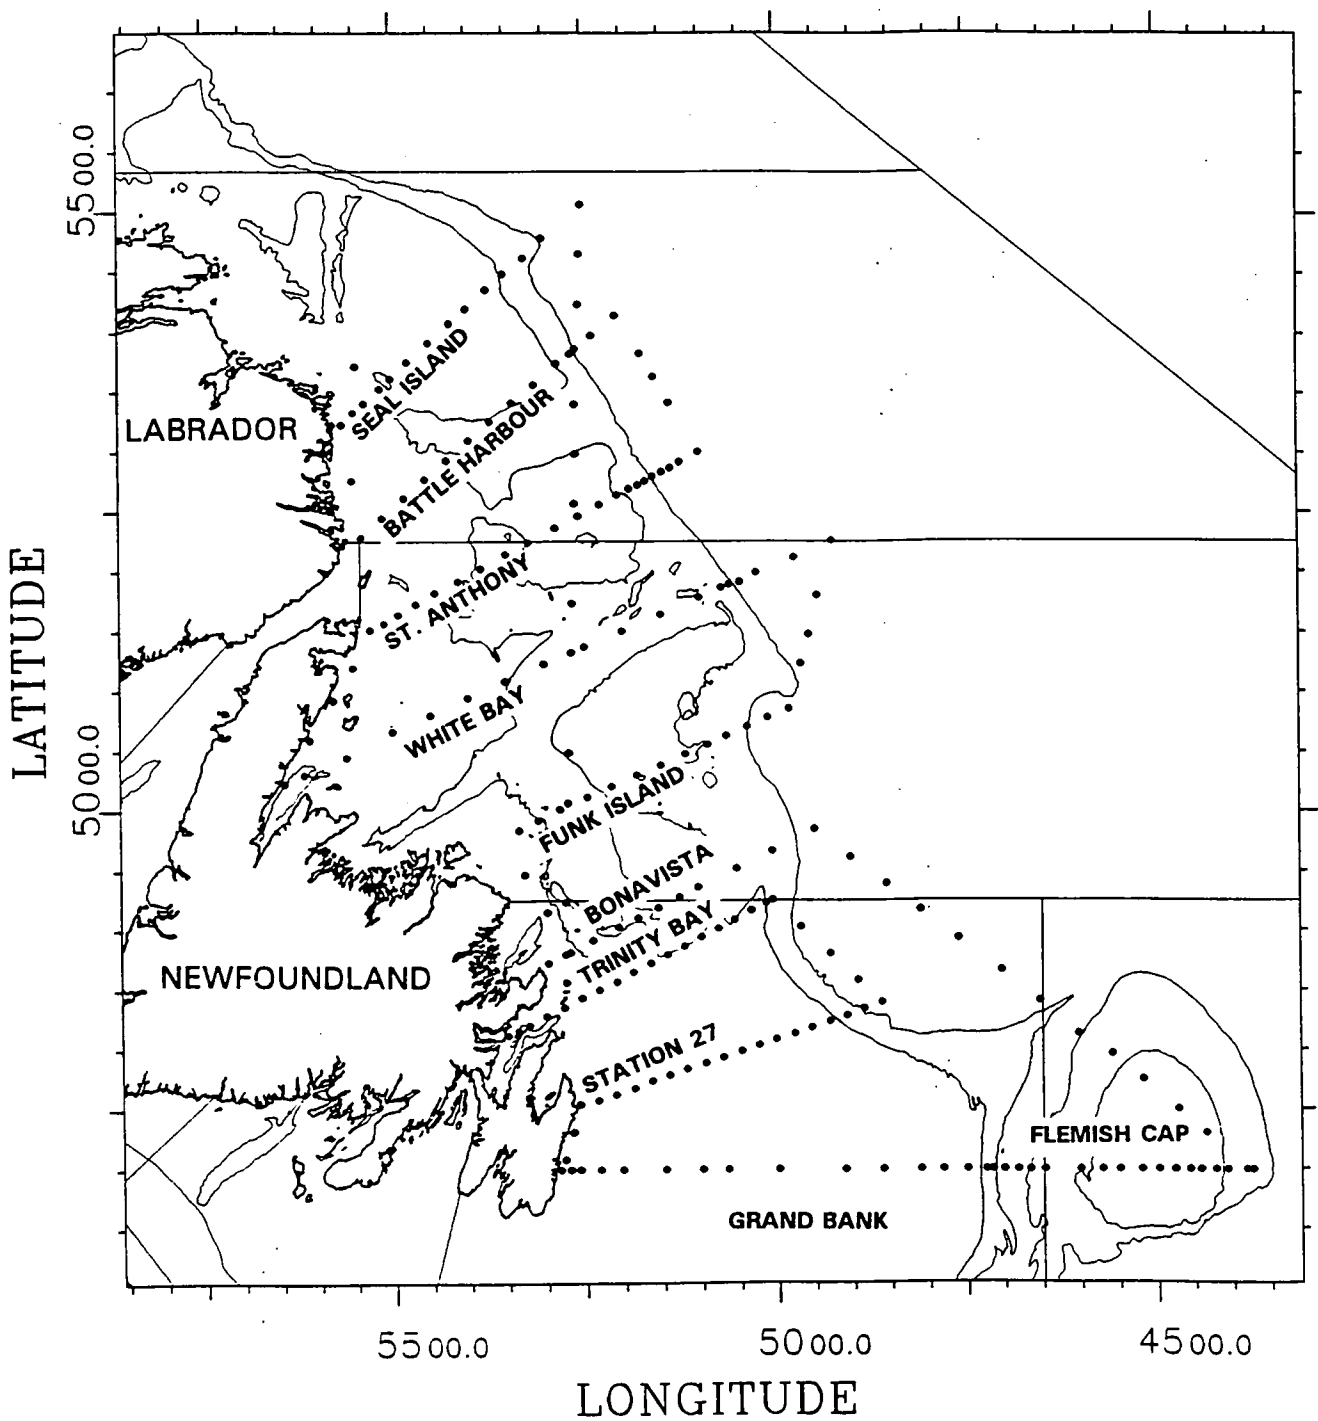 5500.0
SEAL ISLAND
LABRADOR
BATTLE HARBOUR
ST. ANTHONY
LATITUDE
WHITE BAY
5000.0
FUNK ISLAND
BONAVISTA
TRINITY BAY
NEWFOUNDLAND
STATION 27
FLEMISH CAP
GRAND BANK
5500.0
5000.0
4500.0
LONGITUDE